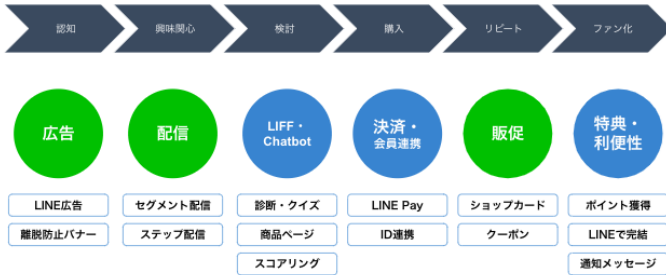 認知
興味関心
検討
購入
リピート
ファン化
広告
配信
LIFF・
Chatbot
決済・
会員連携
販促
特典・
利便性
LINE広告
セグメント配信
診断・クイズ
LINE Pay
ショップカード
ポイント獲得
離脱防止バナー
ステップ配信
商品ページ
ID連携
クーポン
LINEで完結
スコアリング
通知メッセージ